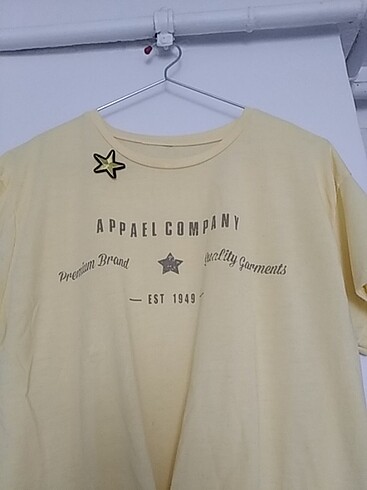 APPAEL COMPANY
Premium Brand Quality Garments
EST 1949